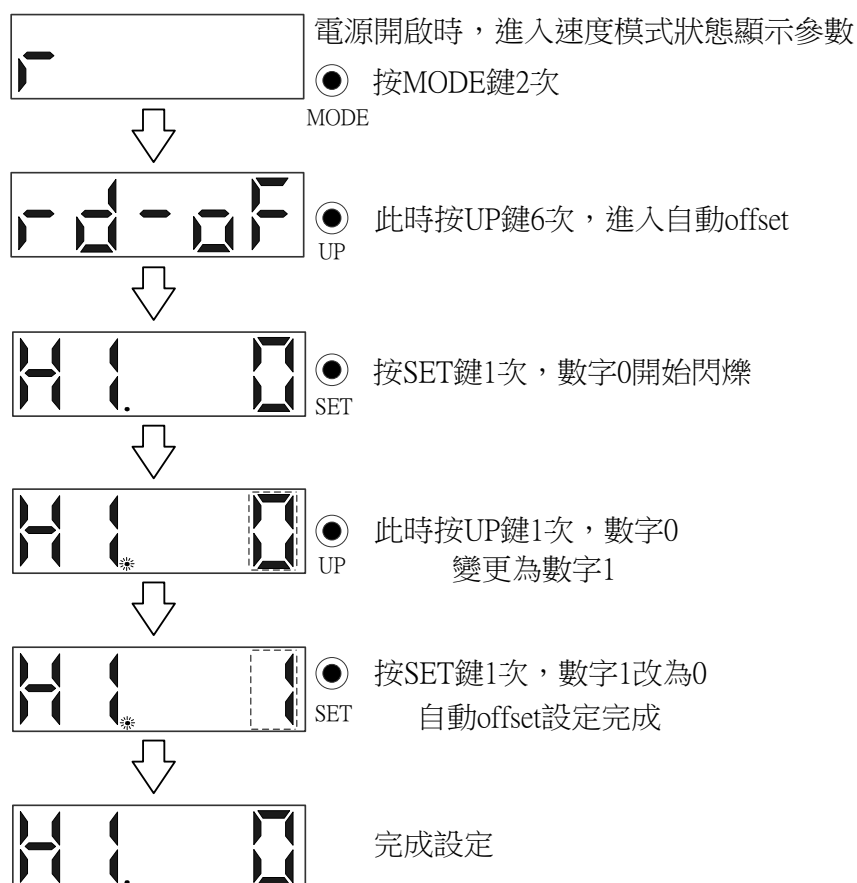 電源開啟時，進入速度模式狀態顯示參數
r
按MODE鍵2次
MODE
rd-oF
此時按UP鍵6次，進入自動offset
UP
H1. 0
按SET鍵1次，數字0開始閃爍
SET
H1. 0
此時按UP鍵1次，數字0
UP
變更為數字1
H1. 1
按SET鍵1次，數字1改為0
SET
自動offset設定完成
H1. 0
完成設定